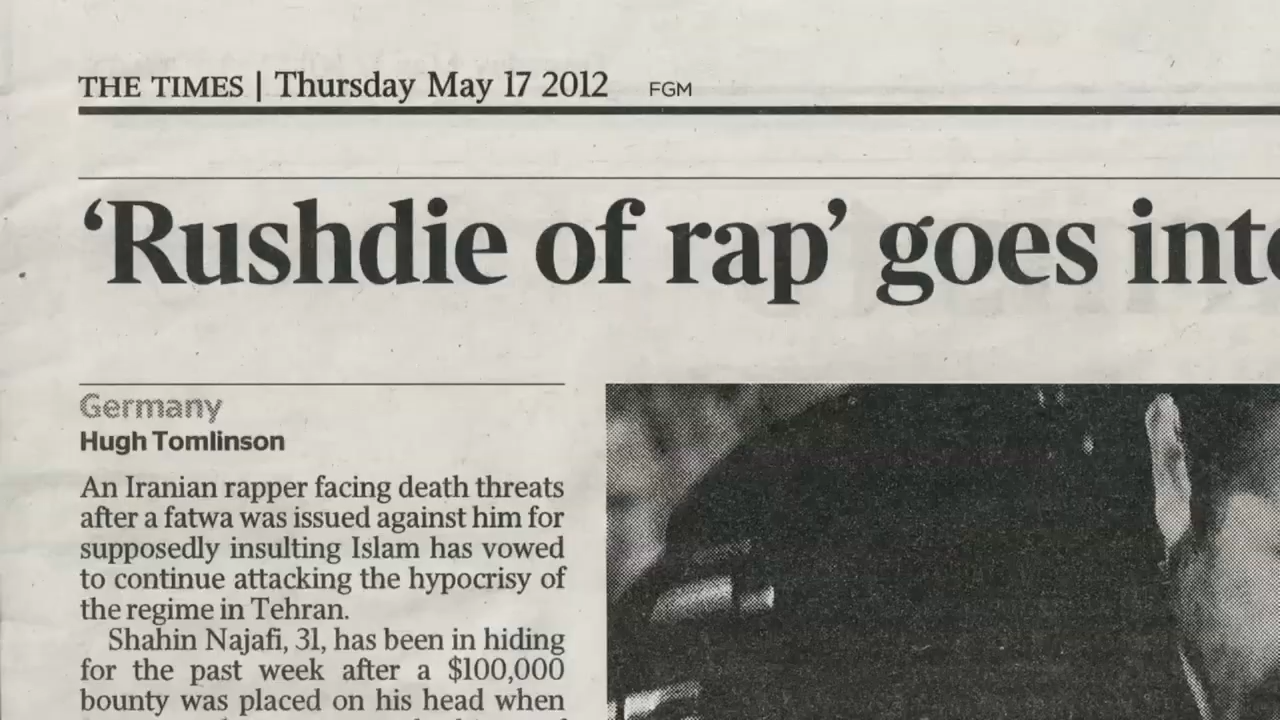 THE TIMES | Thursday May 17 2012 FGM
‘Rushdie of rap’ goes
Germany
Hugh Tomlinson
An Iranian rapper facing death threats
after a fatwa was issued against him for
supposedly insulting Islam has vowed
to continue attacking the hypocrisy of
the regime in Tehran.
Shahin Najafi, 31, has been in hiding
for the past week after a $100,000
bounty was placed on his head when